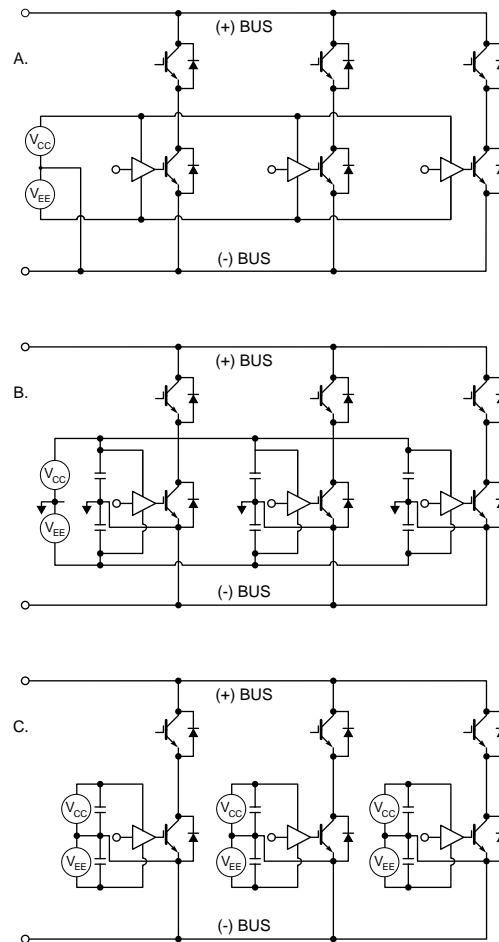 (+) BUS
A.
VCC
VEE
(-) BUS
(+) BUS
B.
VCC
VEE
(-) BUS
(+) BUS
C.
VCC VCC VCC
VEE VEE VEE
(-) BUS